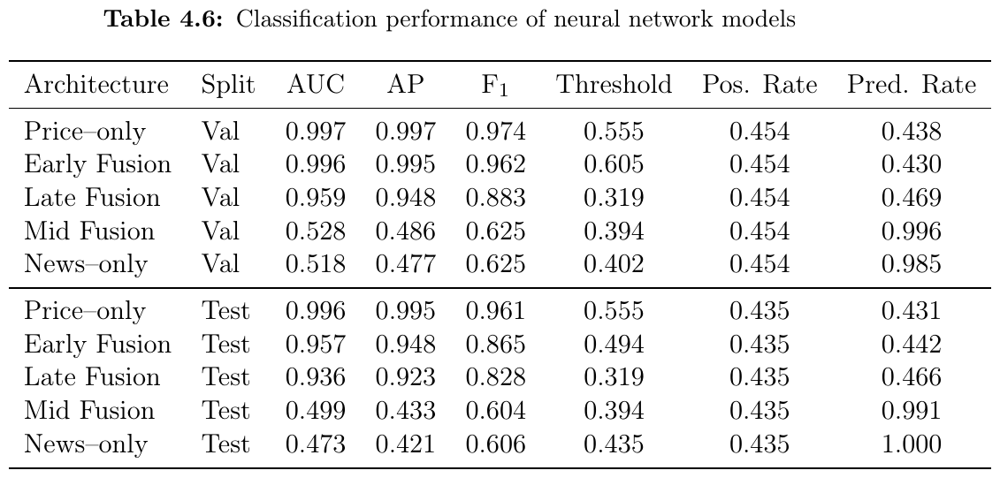 Table 4.6: Classification performance of neural network models
Architecture Split AUC AP F1 Threshold Pos. Rate Pred. Rate
Price–only Val 0.997 0.997 0.974 0.555 0.454 0.438
Early Fusion Val 0.996 0.995 0.962 0.605 0.454 0.430
Late Fusion Val 0.959 0.948 0.883 0.319 0.454 0.469
Mid Fusion Val 0.528 0.486 0.625 0.394 0.454 0.996
News–only Val 0.518 0.477 0.625 0.402 0.454 0.985
Price–only Test 0.996 0.995 0.961 0.555 0.435 0.431
Early Fusion Test 0.957 0.948 0.865 0.494 0.435 0.442
Late Fusion Test 0.936 0.923 0.828 0.319 0.435 0.466
Mid Fusion Test 0.499 0.433 0.604 0.394 0.435 0.991
News–only Test 0.473 0.421 0.606 0.435 0.435 1.000